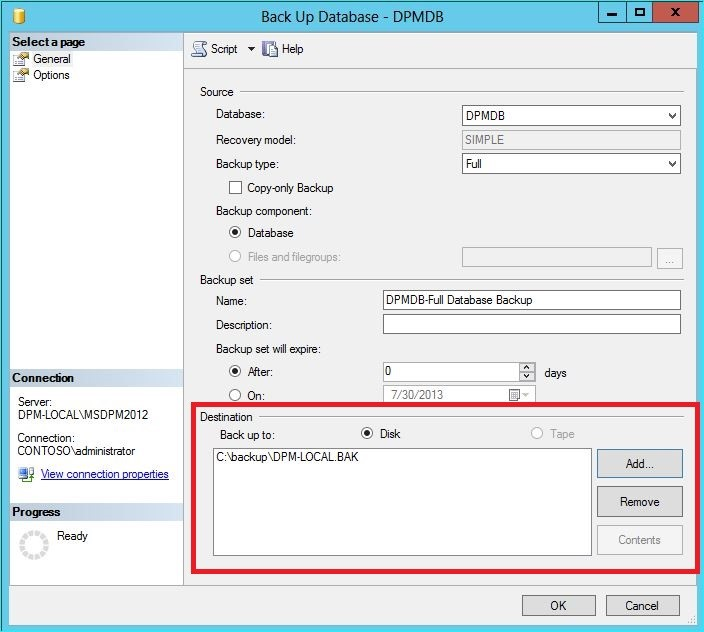 Back Up Database - DPMDB
Select a page
General
Options
Script
Help
Source
Database:
DPMDB
Recovery model:
SIMPLE
Backup type:
Full
Copy-only Backup
Backup component:
Database
Files and filegroups:
...
Backup set
Name:
DPMDB-Full Database Backup
Description:
Backup set will expire:
After:
0
days
On:
7/30/2013
Connection
Server:
DPM-LOCAL\MSDPM2012
Connection:
CONTOSO\administrator
View connection properties
Progress
Ready
Destination
Back up to:
Disk
Tape
C:\backup\DPM-LOCAL.BAK
Add...
Remove
Contents
OK
Cancel